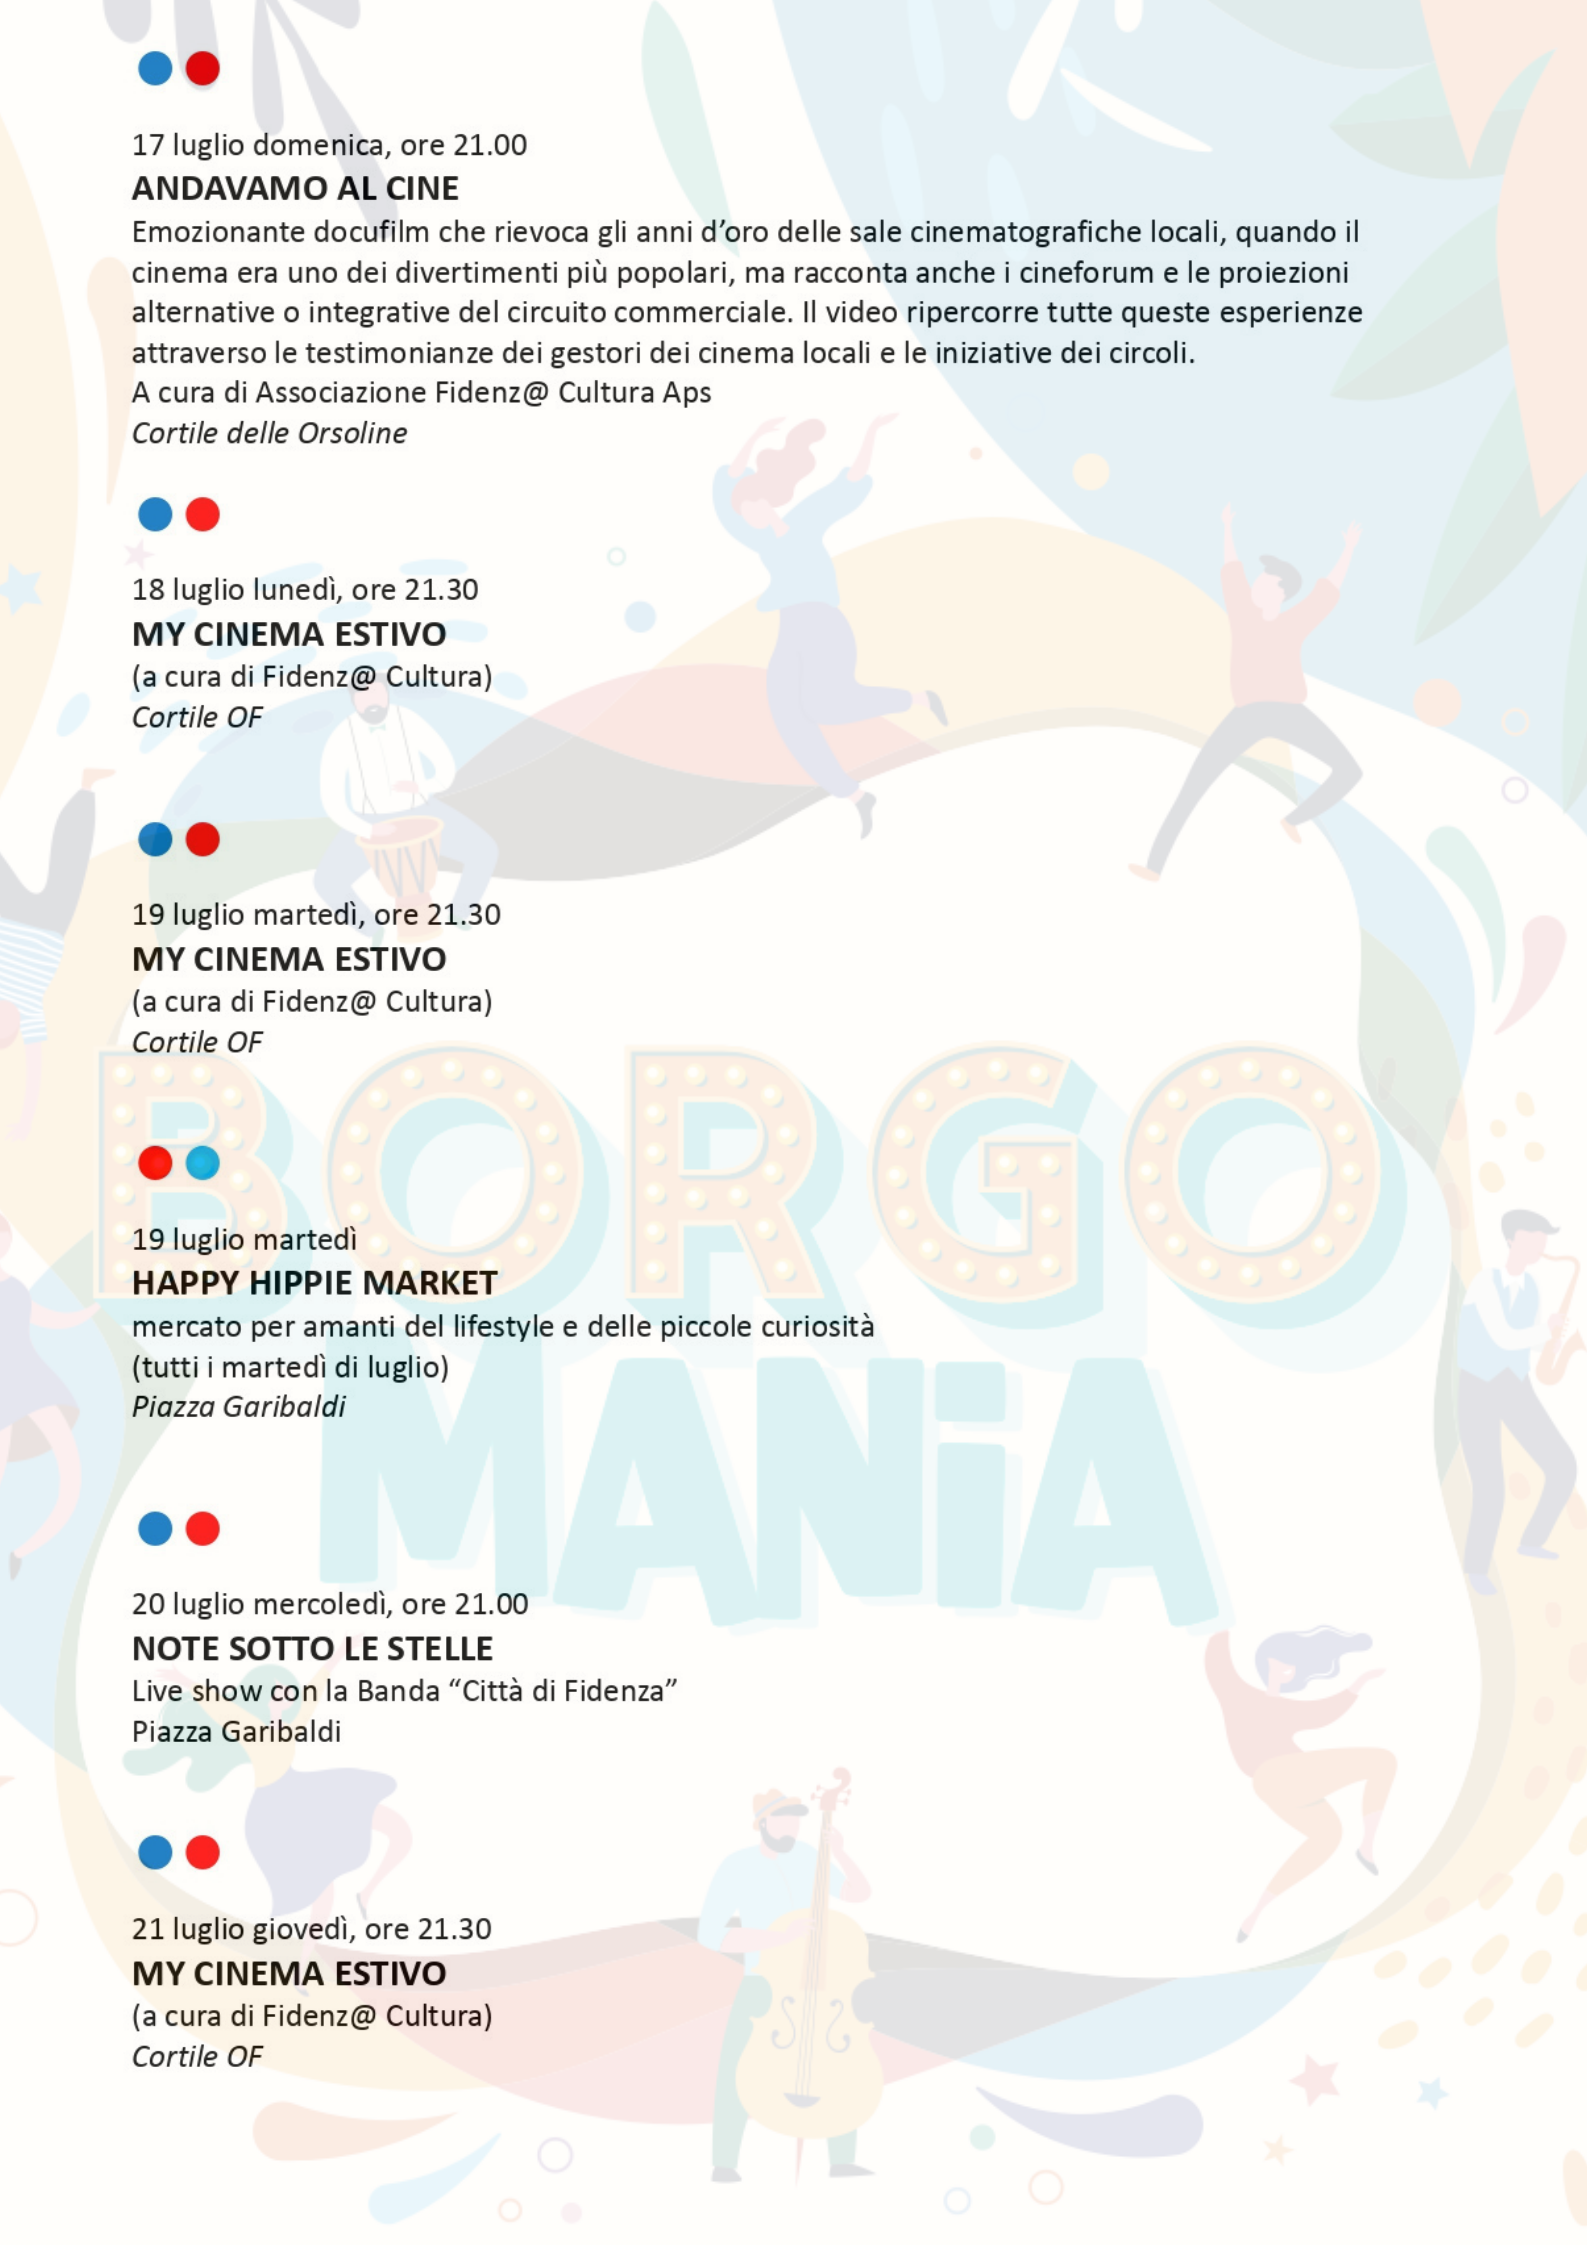 17 luglio domenica, ore 21.00
ANDAVAMO AL CINE
Emozionante docufilm che rievoca gli anni d’oro delle sale cinematografiche locali, quando il
cinema era uno dei divertimenti più popolari, ma racconta anche i cineforum e le proiezioni
alternative o integrative del circuito commerciale. Il video ripercorre tutte queste esperienze
attraverso le testimonianze dei gestori dei cinema locali e le iniziative dei circoli.
A cura di Associazione Fidenz@ Cultura Aps
Cortile delle Orsoline
18 luglio lunedì, ore 21.30
MY CINEMA ESTIVO
(a cura di Fidenz@ Cultura)
Cortile OF
19 luglio martedì, ore 21.30
MY CINEMA ESTIVO
(a cura di Fidenz@ Cultura)
Cortile OF
BORGO
MANiA
19 luglio martedì
HAPPY HIPPIE MARKET
mercato per amanti del lifestyle e delle piccole curiosità
(tutti i martedì di luglio)
Piazza Garibaldi
20 luglio mercoledì, ore 21.00
NOTE SOTTO LE STELLE
Live show con la Banda “Città di Fidenza”
Piazza Garibaldi
21 luglio giovedì, ore 21.30
MY CINEMA ESTIVO
(a cura di Fidenz@ Cultura)
Cortile OF